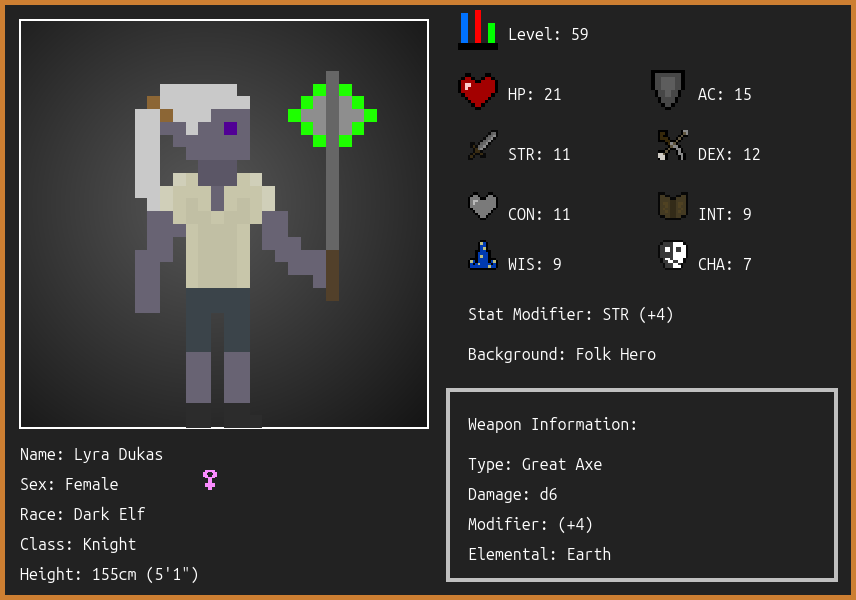 Level: 59
HP: 21
AC: 15
STR: 11
DEX: 12
CON: 11
INT: 9
WIS: 9
CHA: 7
Stat Modifier: STR (+4)
Background: Folk Hero
Weapon Information:
Type: Great Axe
Damage: d6
Modifier: (+4)
Elemental: Earth
Name: Lyra Dukas
Sex: Female
Race: Dark Elf
Class: Knight
Height: 155cm (5'1")